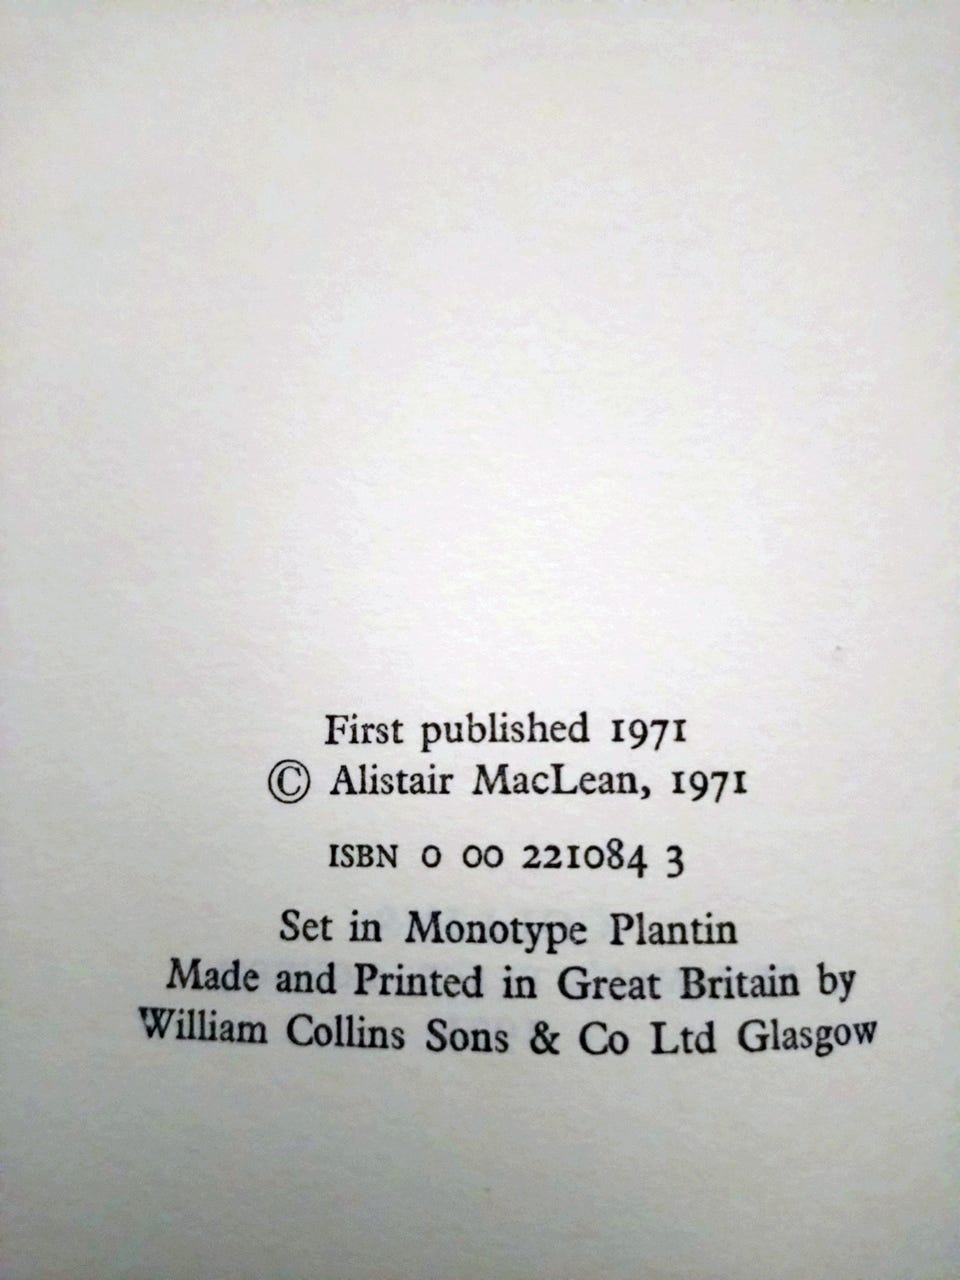 First published 1971
© Alistair MacLean, 1971
ISBN 0 00 221084 3
Set in Monotype Plantin
Made and Printed in Great Britain by
William Collins Sons & Co Ltd Glasgow